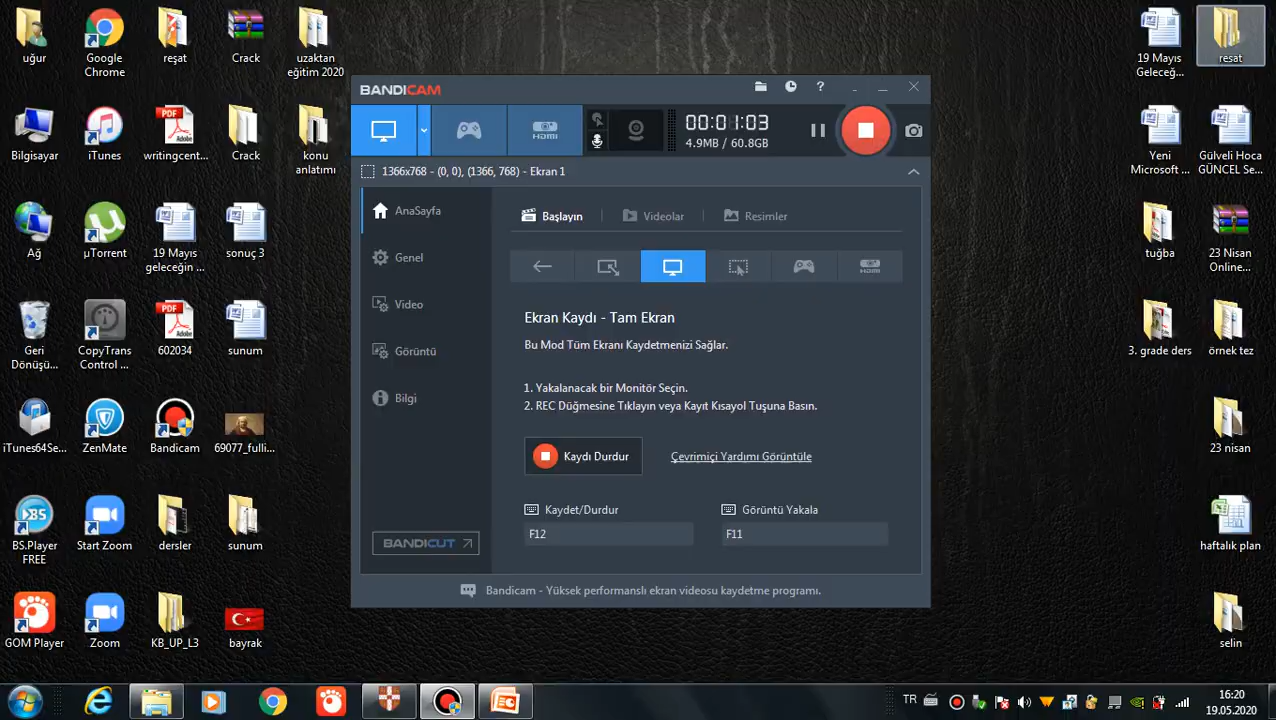 uğur
Google
Chrome
reşat
Crack
uzaktan
eğitim 2020
19 Mayıs
Geleceğ...
resat
Bilgisayar
iTunes
writingcent...
Crack
konu
anlatımı
Yeni
Microsoft ...
Gülveli Hoca
GÜNCEL Se...
Ağ
µTorrent
19 Mayıs
geleceğin ...
sonuç 3
tuğba
23 Nisan
Online...
Geri
Dönüşü...
CopyTrans
Control ...
602034
sunum
3. grade ders
örnek tez
iTunes64Se...
ZenMate
Bandicam
69077_fulli...
23 nisan
BS.Player
FREE
Start Zoom
dersler
sunum
haftalık plan
GOM Player
Zoom
KB_UP_L3
bayrak
selin
BANDICAM
HDMI
00:01:03
4.9MB / 60.8GB
1366x768 - (0, 0), (1366, 768) - Ekran 1
AnaSayfa
Genel
Video
Görüntü
Bilgi
BANDICUT
Başlayın
Videolar
Resimler
HDMI
Ekran Kaydı - Tam Ekran
Bu Mod Tüm Ekranı Kaydetmenizi Sağlar.
1. Yakalanacak bir Monitör Seçin.
2. REC Düğmesine Tıklayın veya Kayıt Kısayol Tuşuna Basın.
Kaydı Durdur
Çevrimiçi Yardımı Görüntüle
Kaydet/Durdur
Görüntü Yakala
F12
F11
Bandicam - Yüksek performanslı ekran videosu kaydetme programı.
TR
16:20
19.05.2020